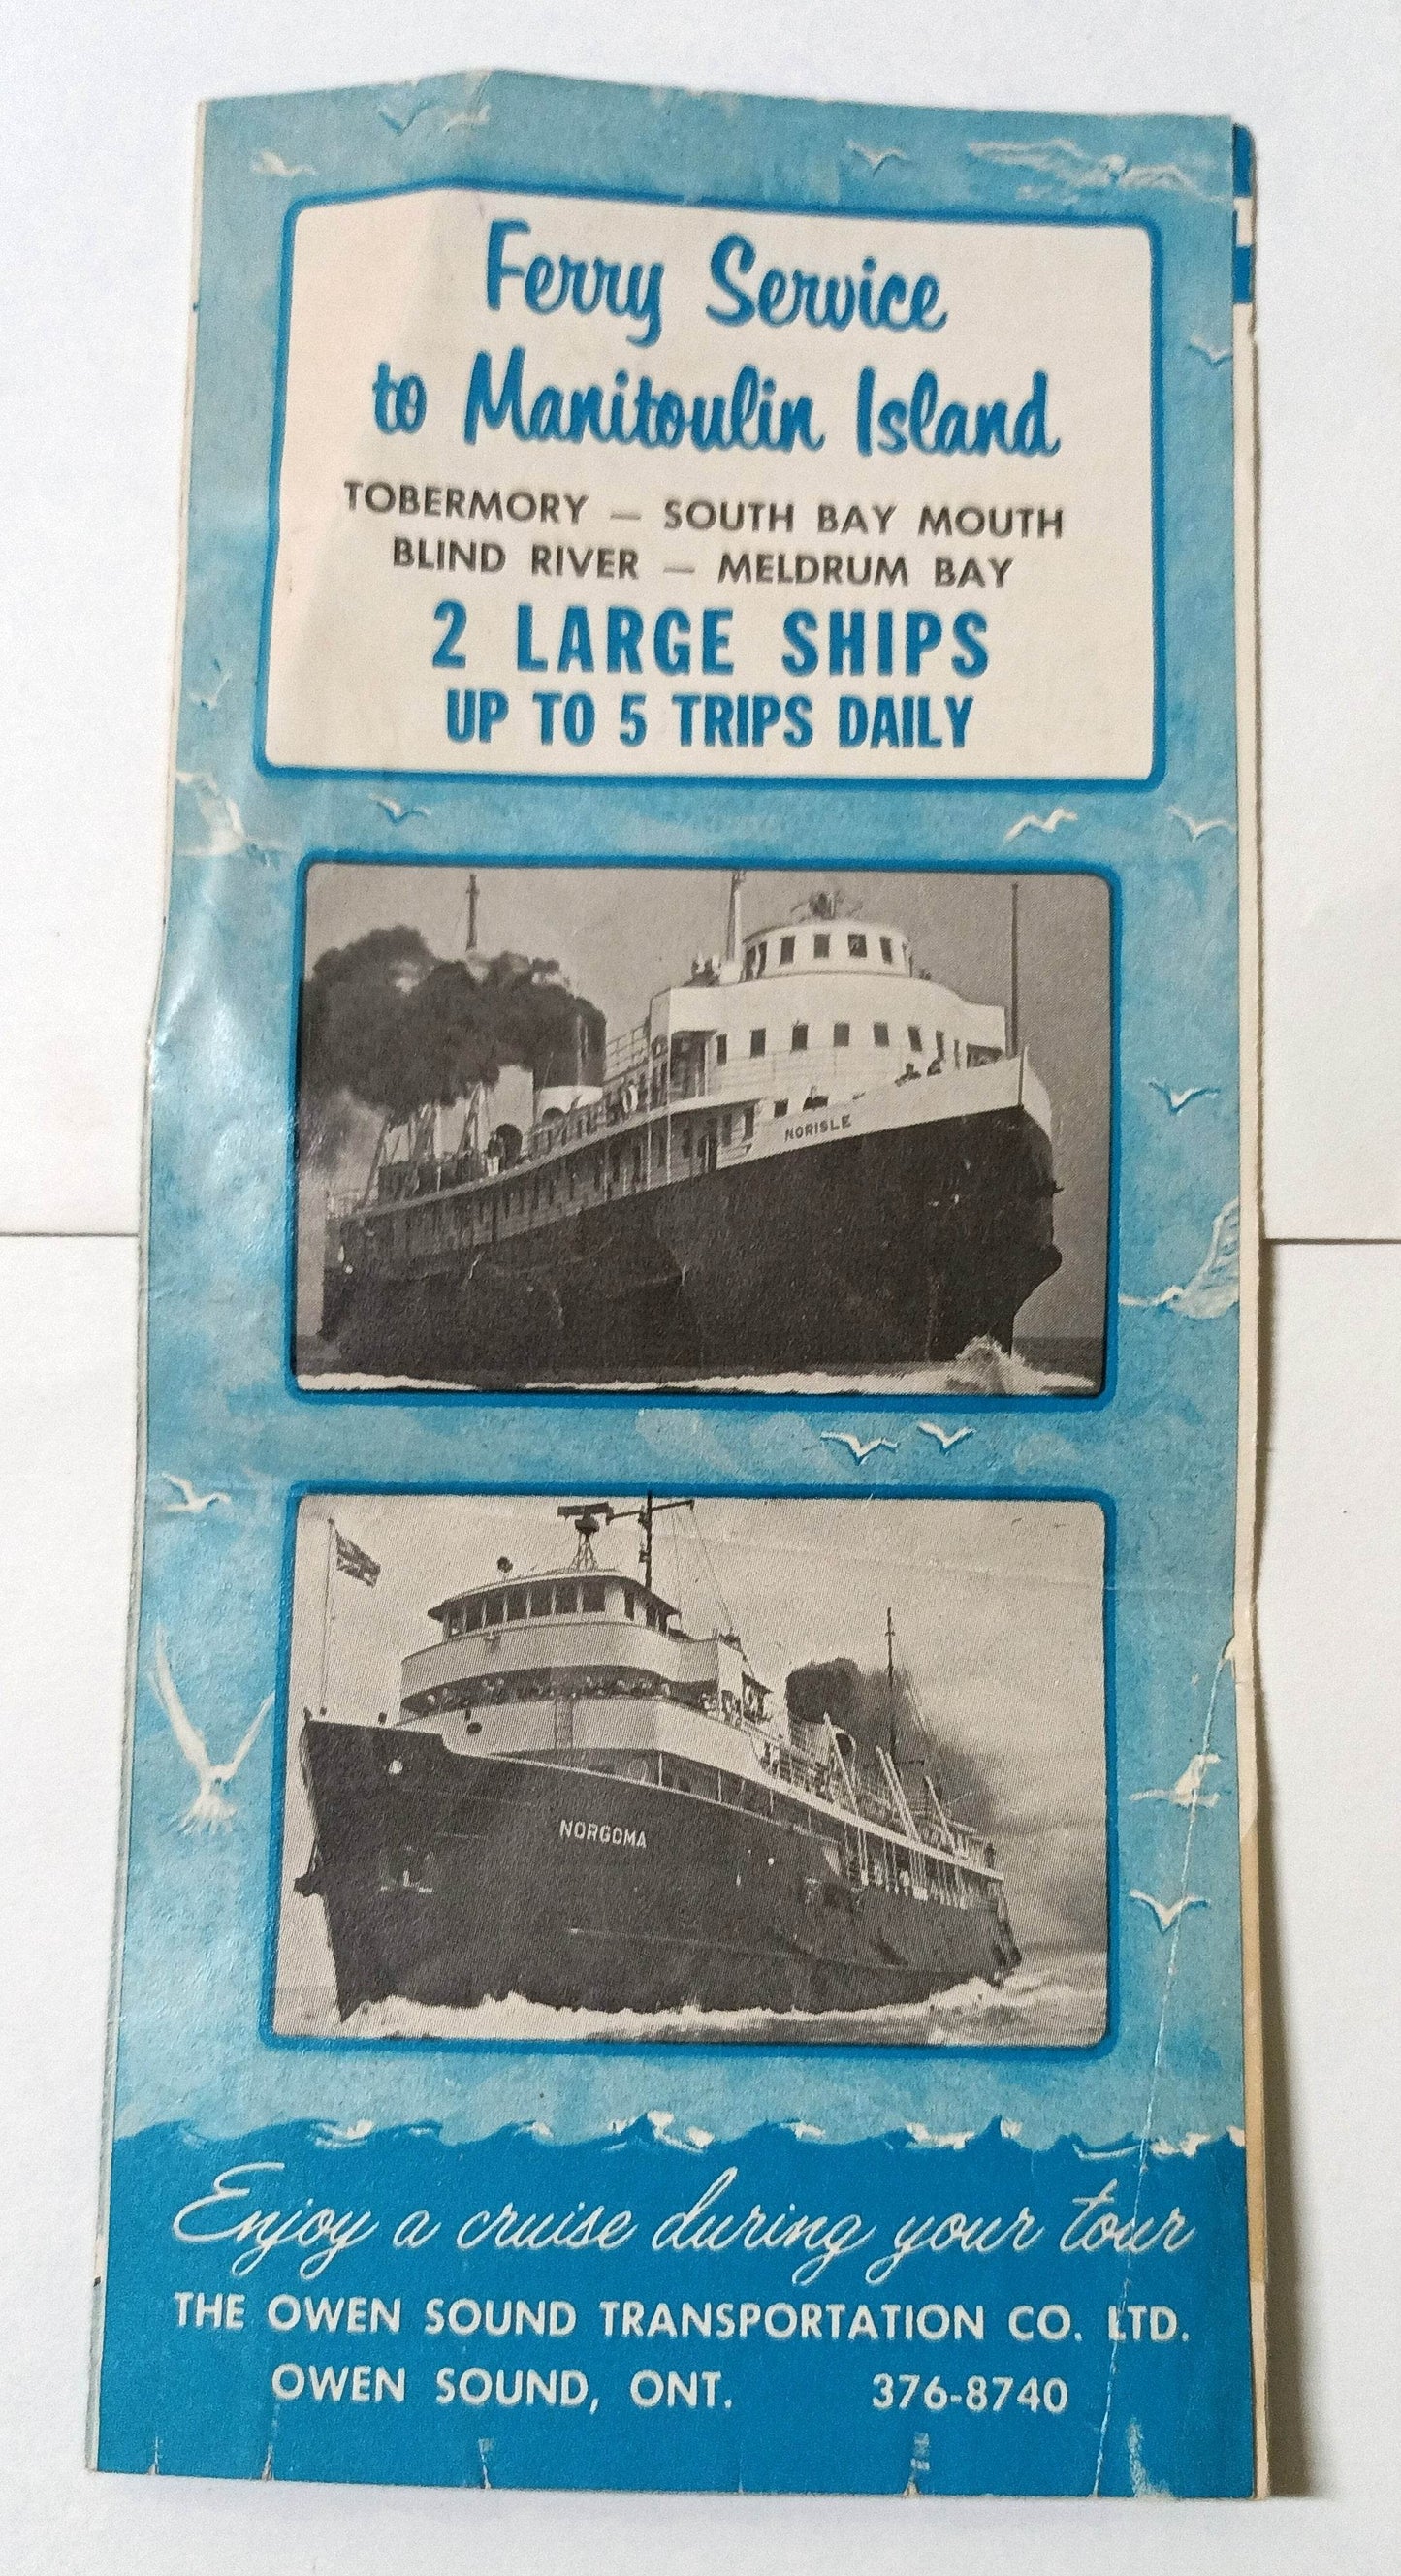 Ferry Service
to Manitoulin Island
TOBERMORY — SOUTH BAY MOUTH
BLIND RIVER — MELDRUM BAY
2 LARGE SHIPS
UP TO 5 TRIPS DAILY
NORISLE
NORGOMA
Enjoy a cruise during your tour
THE OWEN SOUND TRANSPORTATION CO. LTD.
OWEN SOUND, ONT. 376-8740